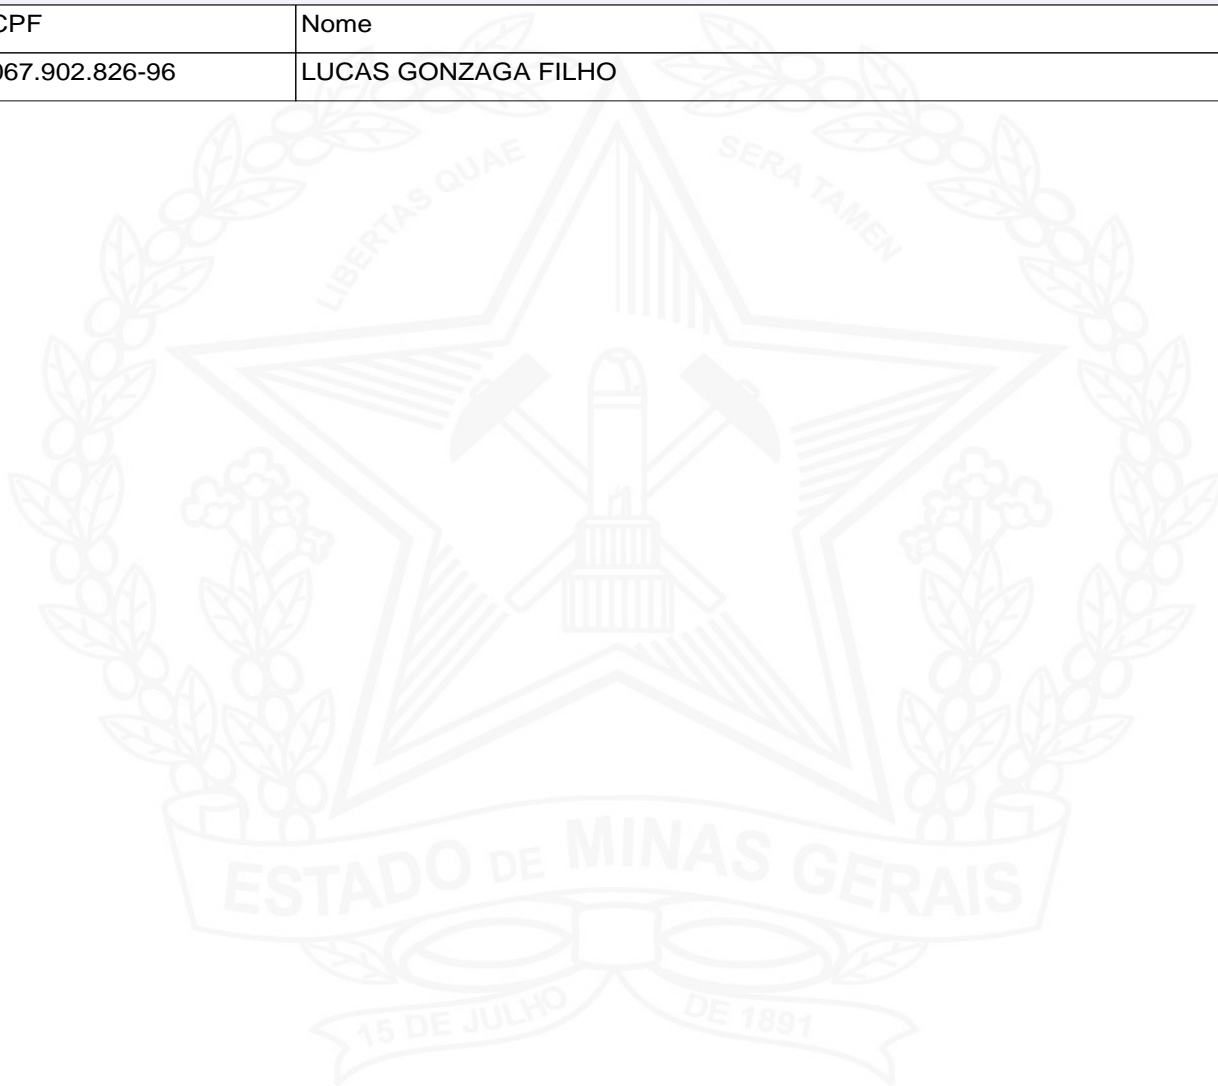 CPF Nome
067.902.826-96 LUCAS GONZAGA FILHO
LIBERTAS QUAE SERA TAMEN
ESTADO DE MINAS GERAIS
15 DE JULHO DE 1891